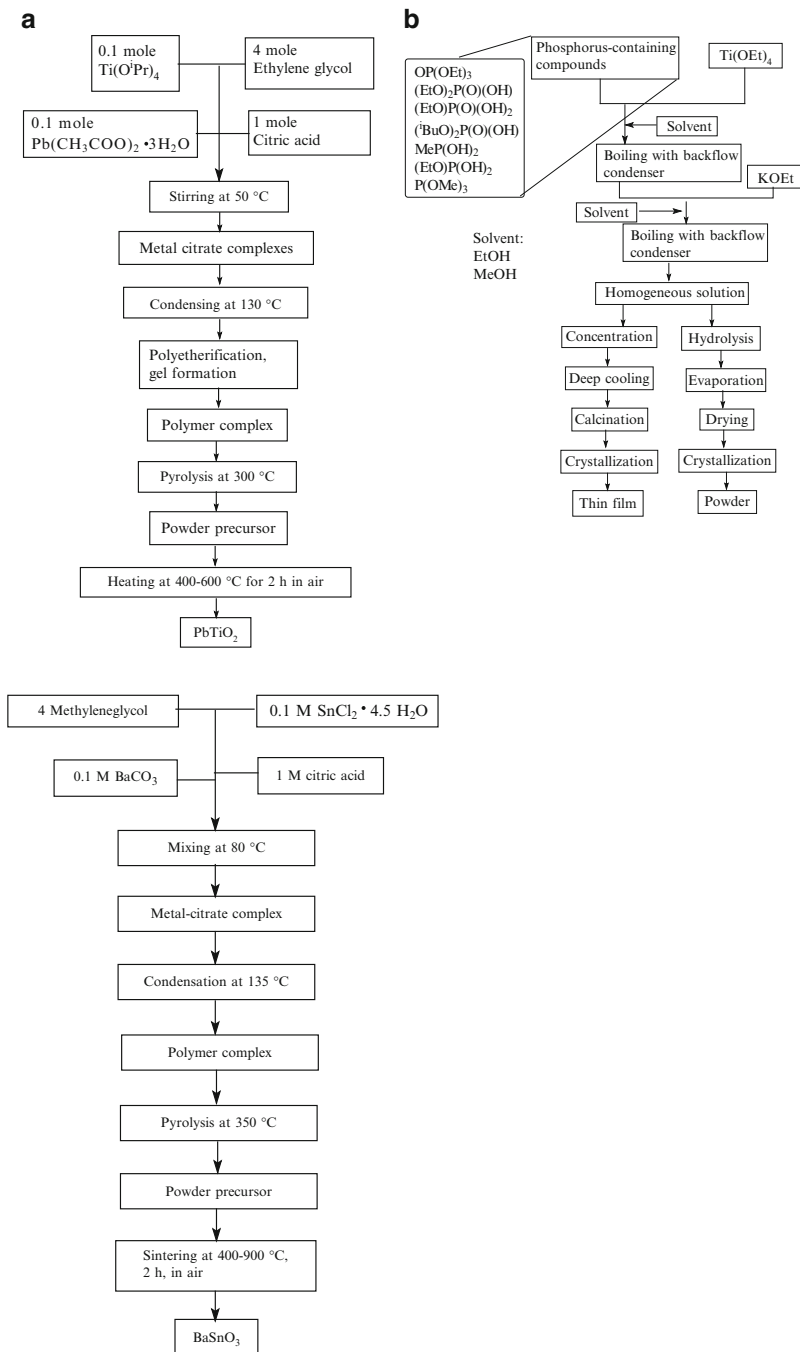 a
0.1 mole
Ti(OⁱPr)₄
4 mole
Ethylene glycol
0.1 mole
Pb(CH₃COO)₂ •3H₂O
1 mole
Citric acid
Stirring at 50 °C
Metal citrate complexes
Condensing at 130 °C
Polyetherification,
gel formation
Polymer complex
Pyrolysis at 300 °C
Powder precursor
Heating at 400-600 °C for 2 h in air
PbTiO₂
b
OP(OEt)₃
(EtO)₂P(O)(OH)
(EtO)P(O)(OH)₂
(ⁱBuO)₂P(O)(OH)
MeP(OH)₂
(EtO)P(OH)₂
P(OMe)₃
Phosphorus-containing
compounds
Ti(OEt)₄
Solvent
Boiling with backflow
condenser
KOEt
Solvent
Solvent:
EtOH
MeOH
Boiling with backflow
condenser
Homogeneous solution
Concentration
Deep cooling
Calcination
Crystallization
Thin film
Hydrolysis
Evaporation
Drying
Crystallization
Powder
4 Methyleneglycol
0.1 M SnCl₂ • 4.5 H₂O
0.1 M BaCO₃
1 M citric acid
Mixing at 80 °C
Metal-citrate complex
Condensation at 135 °C
Polymer complex
Pyrolysis at 350 °C
Powder precursor
Sintering at 400-900 °C,
2 h, in air
BaSnO₃